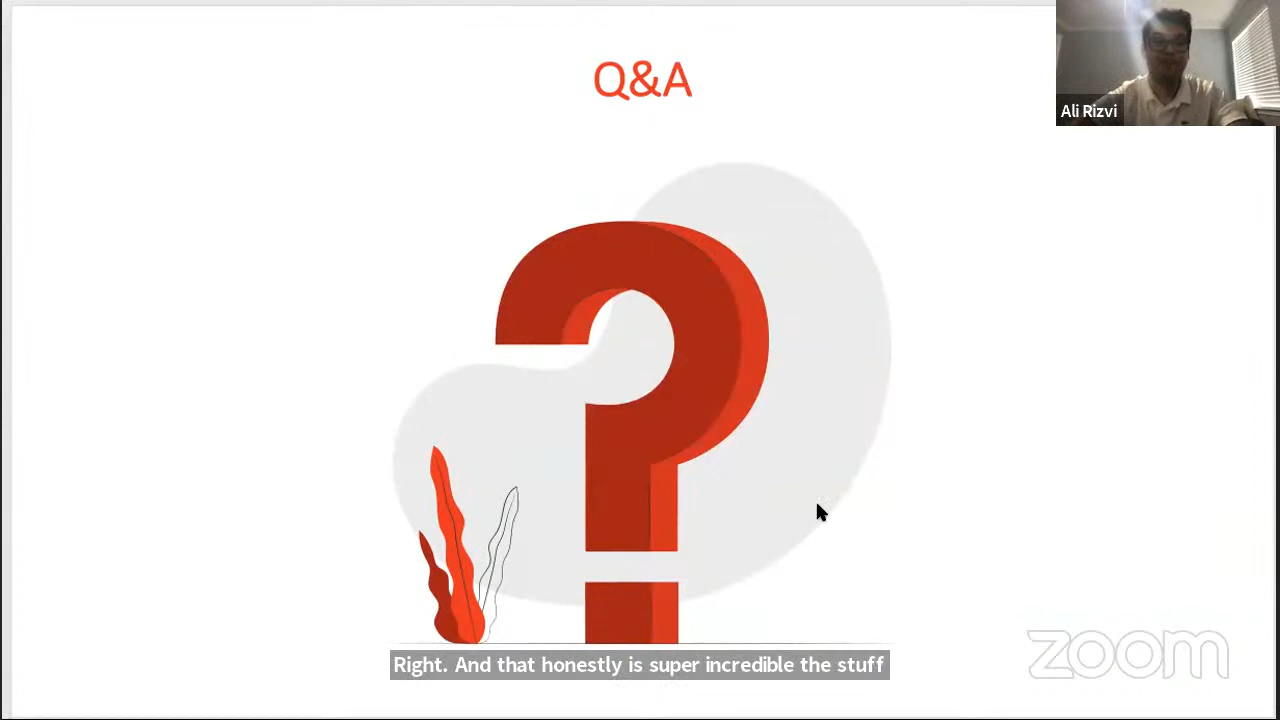 Q&A
Ali Rizvi
Right. And that honestly is super incredible the stuff
zoom